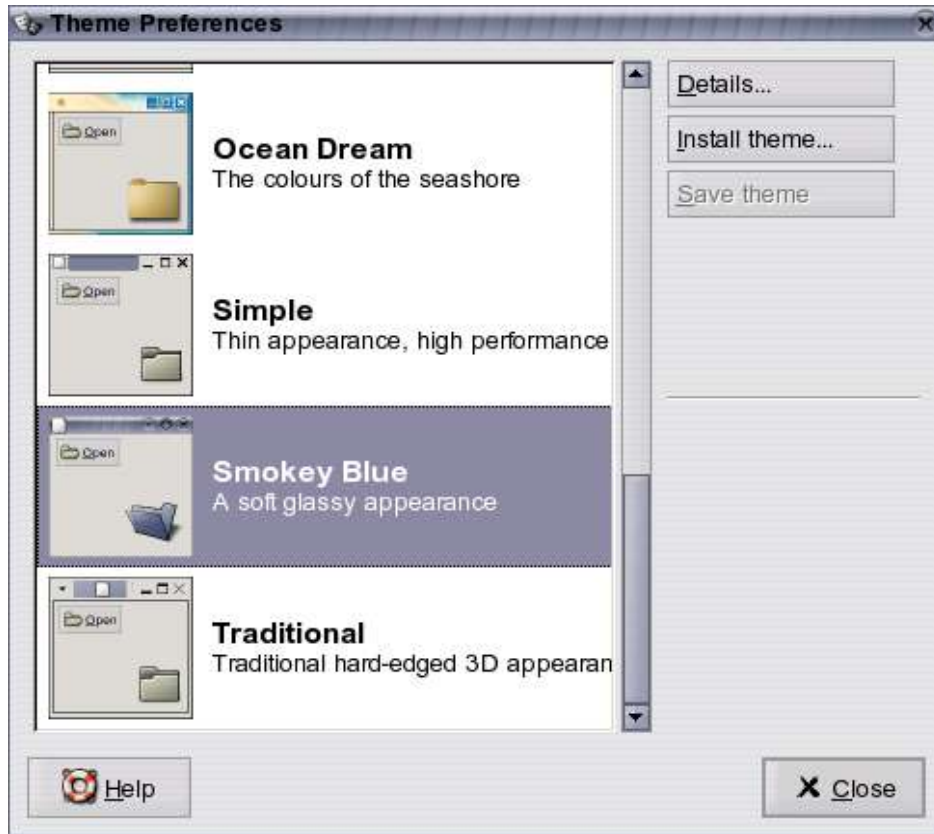 Theme Preferences
Open
Ocean Dream
The colours of the seashore
Open
Simple
Thin appearance, high performance
Open
Smokey Blue
A soft glassy appearance
Open
Traditional
Traditional hard-edged 3D appearan
Details...
Install theme...
Save theme
Help
Close